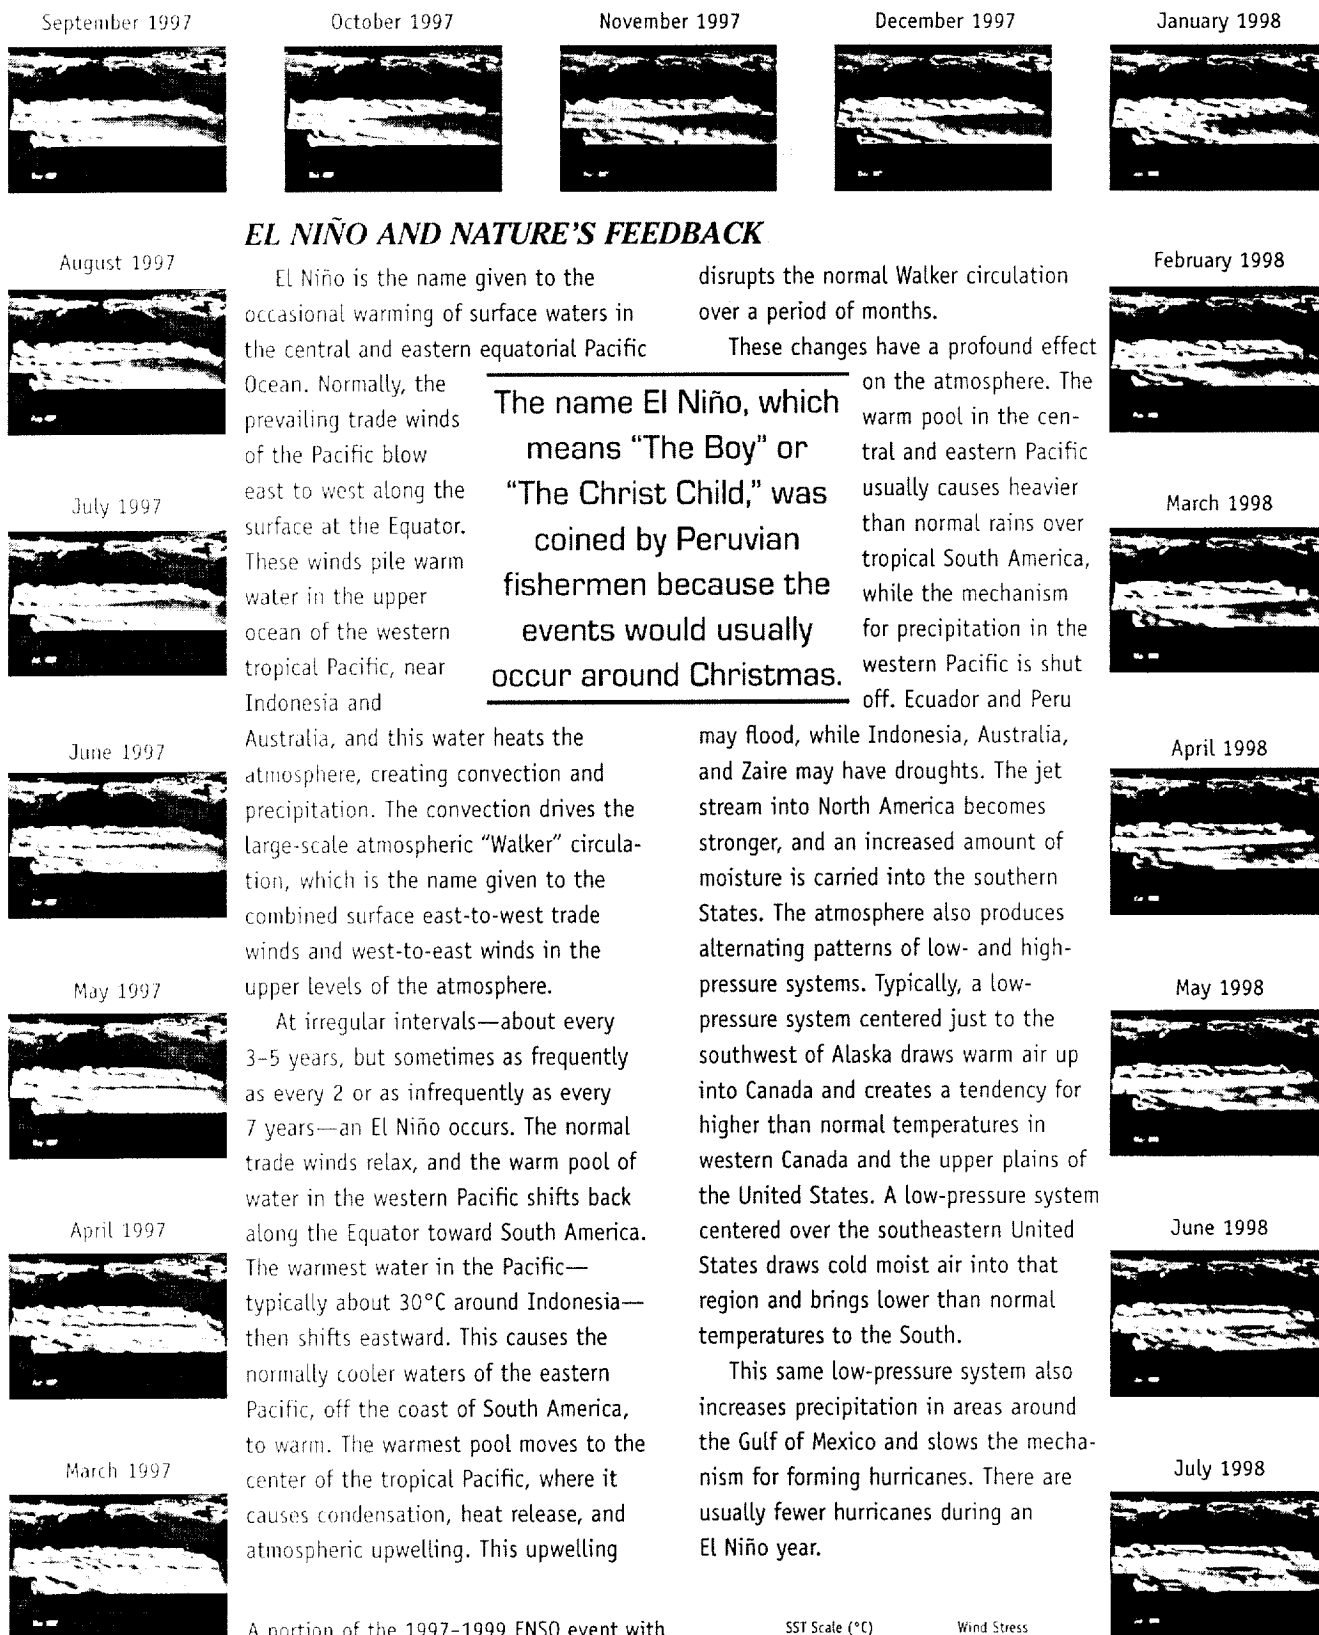 September 1997
October 1997
November 1997
December 1997
January 1998
August 1997
July 1997
June 1997
May 1997
April 1997
March 1997
EL NIÑO AND NATURE'S FEEDBACK
El Niño is the name given to the
occasional warming of surface waters in
the central and eastern equatorial Pacific
Ocean. Normally, the
prevailing trade winds
of the Pacific blow
east to west along the
surface at the Equator.
These winds pile warm
water in the upper
ocean of the western
tropical Pacific, near
Indonesia and
Australia, and this water heats the
atmosphere, creating convection and
precipitation. The convection drives the
large-scale atmospheric "Walker" circula-
tion, which is the name given to the
combined surface east-to-west trade
winds and west-to-east winds in the
upper levels of the atmosphere.
At irregular intervals—about every
3–5 years, but sometimes as frequently
as every 2 or as infrequently as every
7 years—an El Niño occurs. The normal
trade winds relax, and the warm pool of
water in the western Pacific shifts back
along the Equator toward South America.
The warmest water in the Pacific—
typically about 30°C around Indonesia—
then shifts eastward. This causes the
normally cooler waters of the eastern
Pacific, off the coast of South America,
to warm. The warmest pool moves to the
center of the tropical Pacific, where it
causes condensation, heat release, and
atmospheric upwelling. This upwelling
The name El Niño, which
means "The Boy" or
"The Christ Child," was
coined by Peruvian
fishermen because the
events would usually
occur around Christmas.
disrupts the normal Walker circulation
over a period of months.
These changes have a profound effect
on the atmosphere. The
warm pool in the cen-
tral and eastern Pacific
usually causes heavier
than normal rains over
tropical South America,
while the mechanism
for precipitation in the
western Pacific is shut
off. Ecuador and Peru
may flood, while Indonesia, Australia,
and Zaire may have droughts. The jet
stream into North America becomes
stronger, and an increased amount of
moisture is carried into the southern
States. The atmosphere also produces
alternating patterns of low- and high-
pressure systems. Typically, a low-
pressure system centered just to the
southwest of Alaska draws warm air up
into Canada and creates a tendency for
higher than normal temperatures in
western Canada and the upper plains of
the United States. A low-pressure system
centered over the southeastern United
States draws cold moist air into that
region and brings lower than normal
temperatures to the South.
This same low-pressure system also
increases precipitation in areas around
the Gulf of Mexico and slows the mecha-
nism for forming hurricanes. There are
usually fewer hurricanes during an
El Niño year.
February 1998
March 1998
April 1998
May 1998
June 1998
July 1998
A portion of the 1997–1999 ENSO event with
SST Scale (°C)
Wind Stress